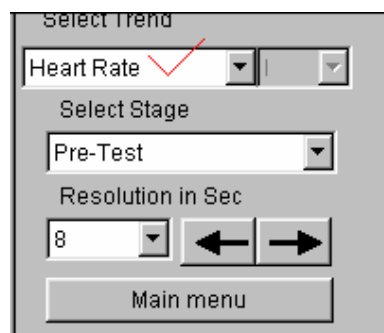 Select Trend
Heart Rate I
Select Stage
Pre-Test
Resolution in Sec
8
Main menu